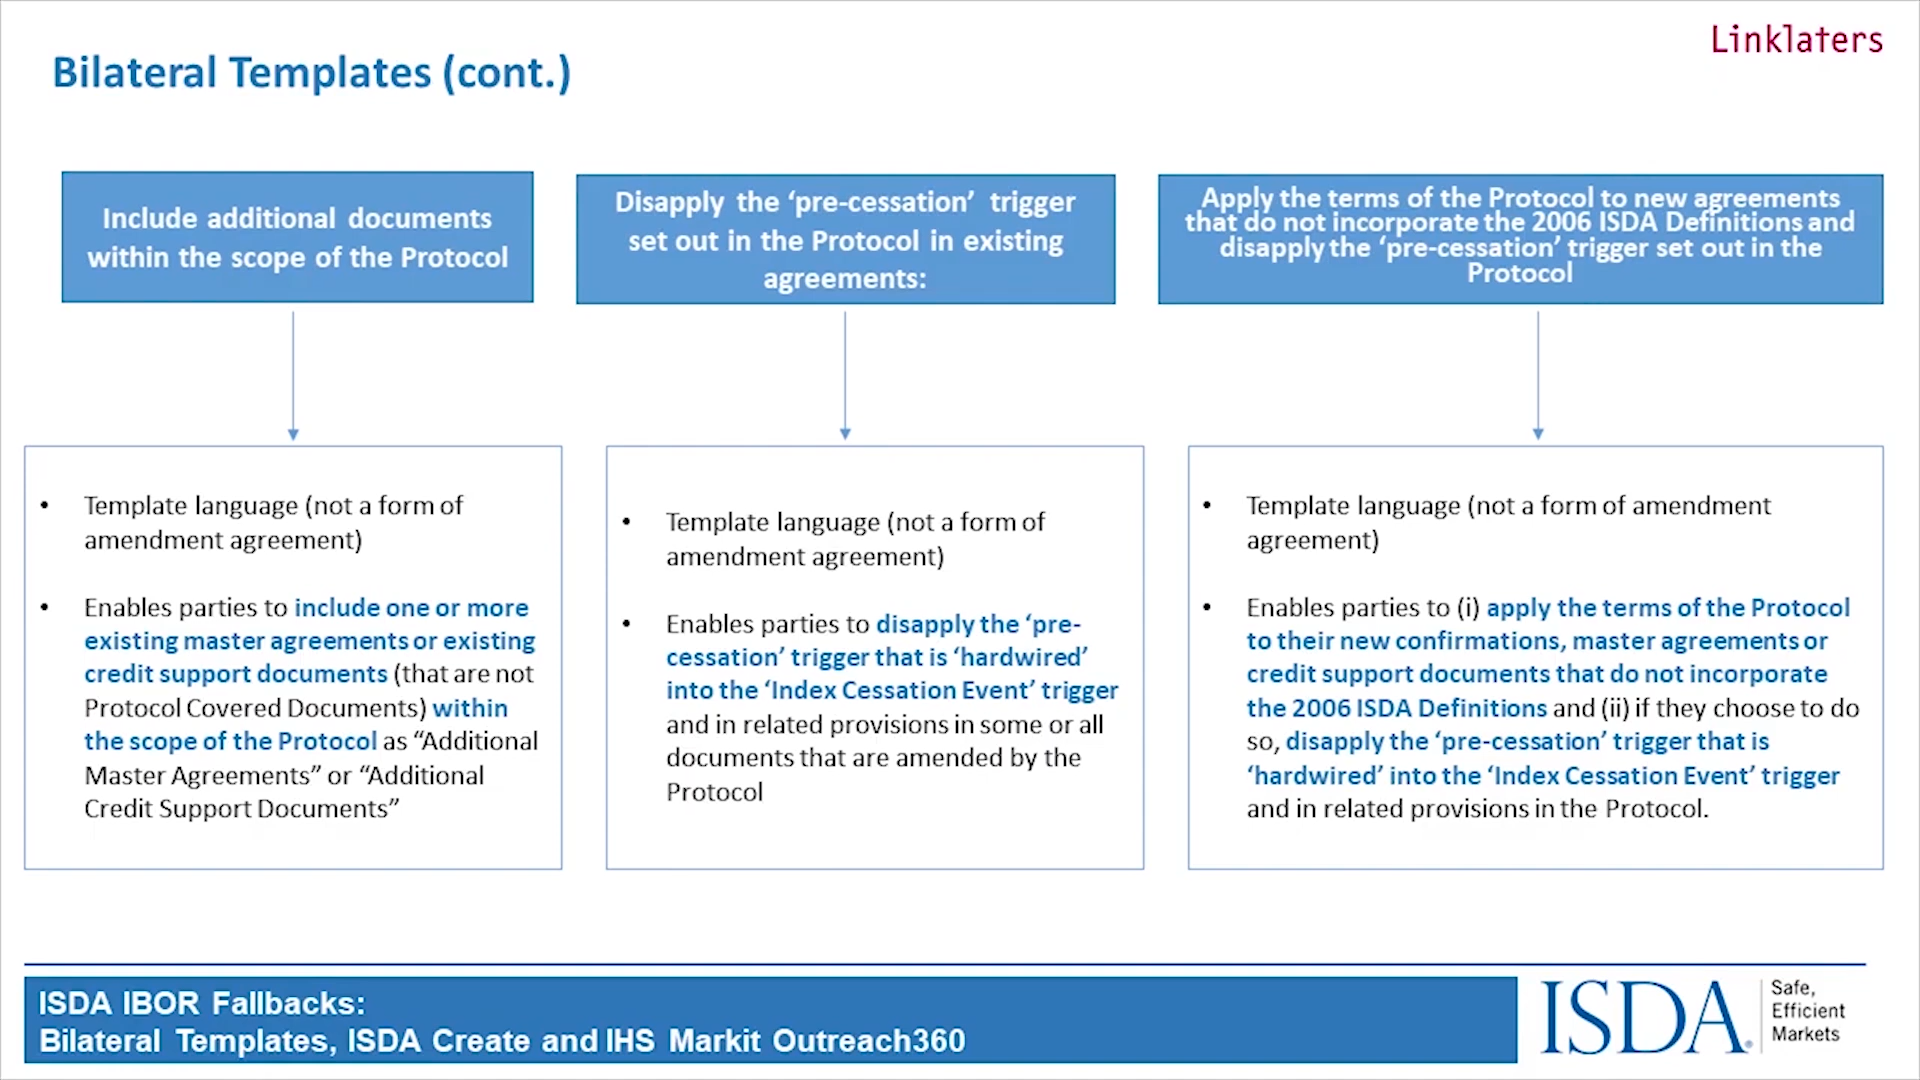 Linklaters
Bilateral Templates (cont.)
Include additional documents
within the scope of the Protocol
Disapply the ‘pre-cessation’ trigger
set out in the Protocol in existing
agreements:
Apply the terms of the Protocol to new agreements
that do not incorporate the 2006 ISDA Definitions and
disapply the ‘pre-cessation’ trigger set out in the
Protocol
• Template language (not a form of
amendment agreement)
• Enables parties to include one or more
existing master agreements or existing
credit support documents (that are not
Protocol Covered Documents) within
the scope of the Protocol as “Additional
Master Agreements” or “Additional
Credit Support Documents”
• Template language (not a form of
amendment agreement)
• Enables parties to disapply the ‘pre-
cessation’ trigger that is ‘hardwired’
into the ‘Index Cessation Event’ trigger
and in related provisions in some or all
documents that are amended by the
Protocol
• Template language (not a form of amendment
agreement)
• Enables parties to (i) apply the terms of the Protocol
to their new confirmations, master agreements or
credit support documents that do not incorporate
the 2006 ISDA Definitions and (ii) if they choose to do
so, disapply the ‘pre-cessation’ trigger that is
‘hardwired’ into the ‘Index Cessation Event’ trigger
and in related provisions in the Protocol.
ISDA IBOR Fallbacks:
Bilateral Templates, ISDA Create and IHS Markit Outreach360
ISDA®
Safe,
Efficient
Markets